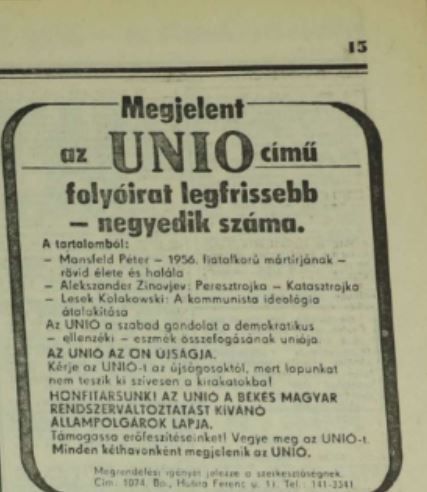 15
Megjelent
az UNIO című
folyóirat legfrissebb
– negyedik száma.
A tartalomból:
– Mansfeld Péter – 1956. fiatalkorú mártírjának –
rövid élete és halála
– Alekszander Zinovjev: Peresztrojka – Katasztrojka
– Lesek Kolakowski: A kommunista ideológia
átalakítása
Az UNIO a szabad gondolat a demokratikus
– ellenzéki – eszmék összefogásának uniója.
AZ UNIO AZ ÖN ÚJSÁGJA.
Kérje az UNIO-t az újságosoktól, mert lapunkat
nem teszik ki szívesen a kirakatokba!
HONFITÁRSUNK! AZ UNIO A BÉKÉS MAGYAR
RENDSZERVÁLTOZTATÁST KÍVÁNÓ
ÁLLAMPOLGÁROK LAPJA.
Támogassa erőfeszítéseinket! Vegye meg az UNIO-t.
Minden kéthavonként megjelenik az UNIO.
Megrendelési igényét jelezze a szerkesztőségnek.
Cím: 1074, Bp., Hutÿra Ferenc u. 11. Tel.: 141-3341